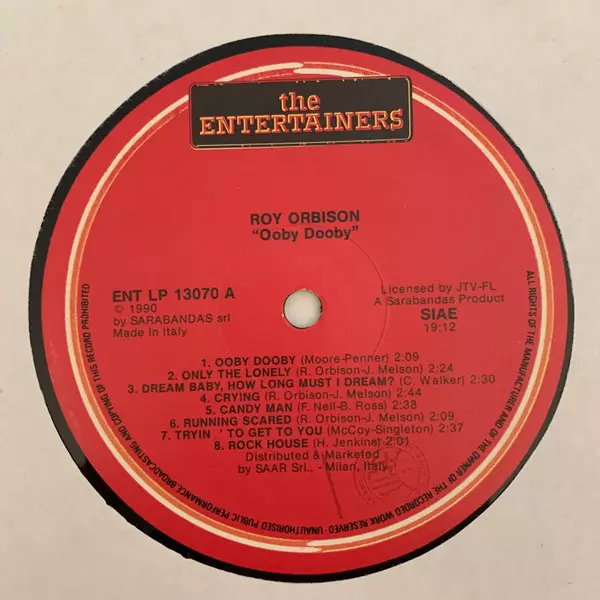 the
ENTERTAINERS
ROY ORBISON
"Ooby Dooby"
ENT LP 13070 A
© 1990
by SARABANDAS srl
Made in Italy
Licensed by JTV-FL
A Sarabandas Product
SIAE
19:12
1. OOBY DOOBY (Moore-Penner) 2:09
2. ONLY THE LONELY (R. Orbison-J. Melson) 2:24
3. DREAM BABY, HOW LONG MUST I DREAM? (C. Walker) 2:30
4. CRYING (R. Orbison-J. Melson) 2:44
5. CANDY MAN (F. Neil-B. Ross) 2:38
6. RUNNING SCARED (R. Orbison-J. Melson) 2:09
7. TRYIN ' TO GET TO YOU (McCoy-Singleton) 2:37
8. ROCK HOUSE (H. Jenkins) 2:01
Distributed & Marketed
by SAAR Srl., - Milan, Italy
ALL RIGHTS OF THE MANUFACTURER AND OF THE OWNER OF THE RECORDED WORK RESERVED · UNAUTHORISED PUBLIC PERFORMANCE BROADCASTING AND COPYING OF THIS RECORD PROHIBITED